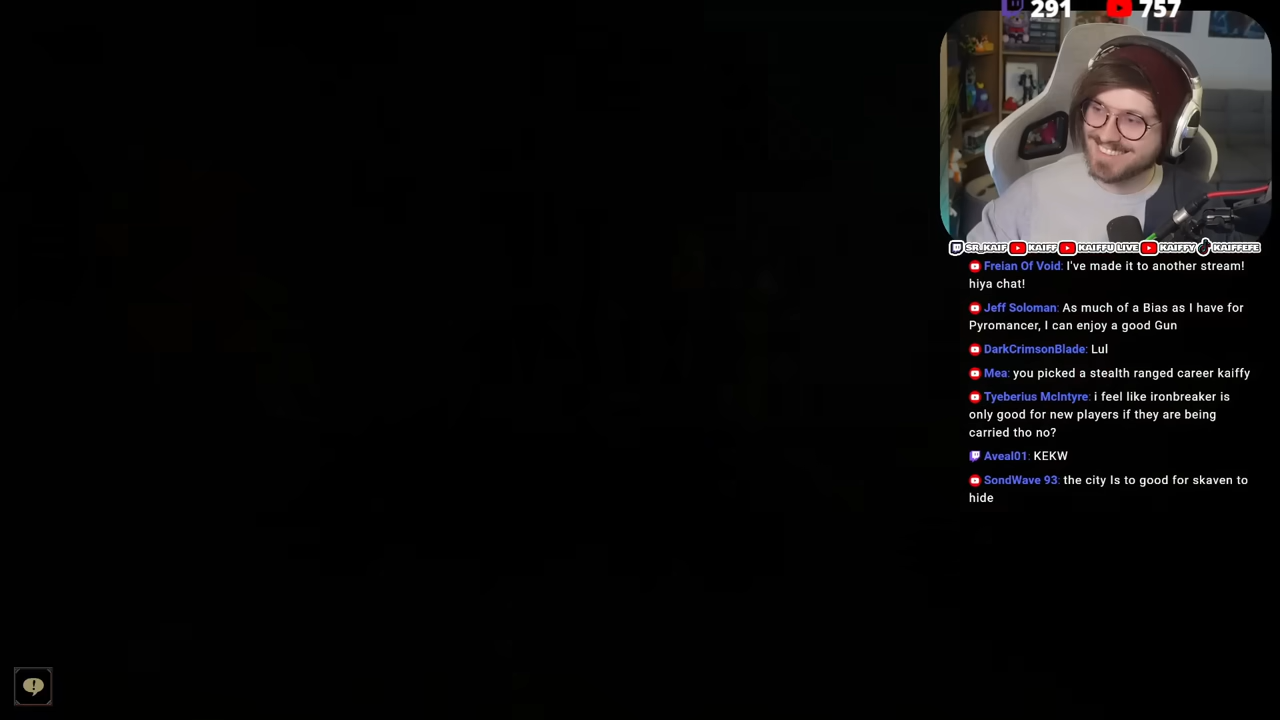 291 757
SR_KAIF KAIFF KAIFFU LIVE KAIFFY KAIFFEFE
Freian Of Void: I've made it to another stream!
hiya chat!
Jeff Soloman: As much of a Bias as I have for
Pyromancer, I can enjoy a good Gun
DarkCrimsonBlade: Lul
Mea: you picked a stealth ranged career kaiffy
Tyeberius McIntyre: i feel like ironbreaker is
only good for new players if they are being
carried tho no?
Aveal01: KEKW
SondWave 93: the city Is to good for skaven to
hide